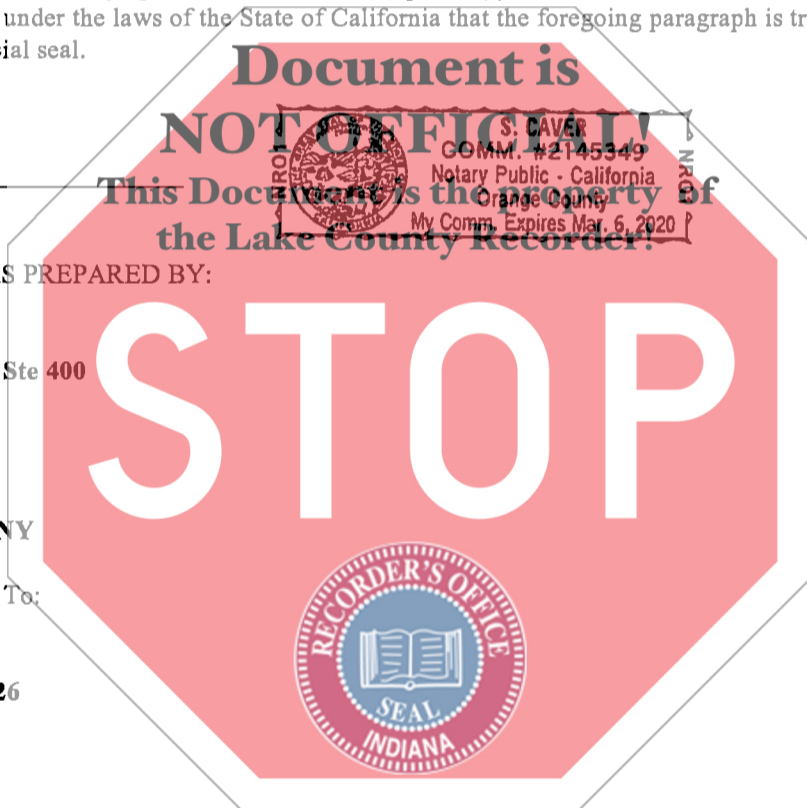 under the laws of the State of California that the foregoing paragraph is tr
ial seal.
Document is
NOT OFFICIAL!
S. CAVER
COMM. #2145349
Notary Public - California
Orange County
My Comm. Expires Mar. 6, 2020
This Document is the property of
the Lake County Recorder!
S PREPARED BY:
STOP
Ste 400
NY
To:
26
RECORDER'S OFFICE
SEAL
INDIANA